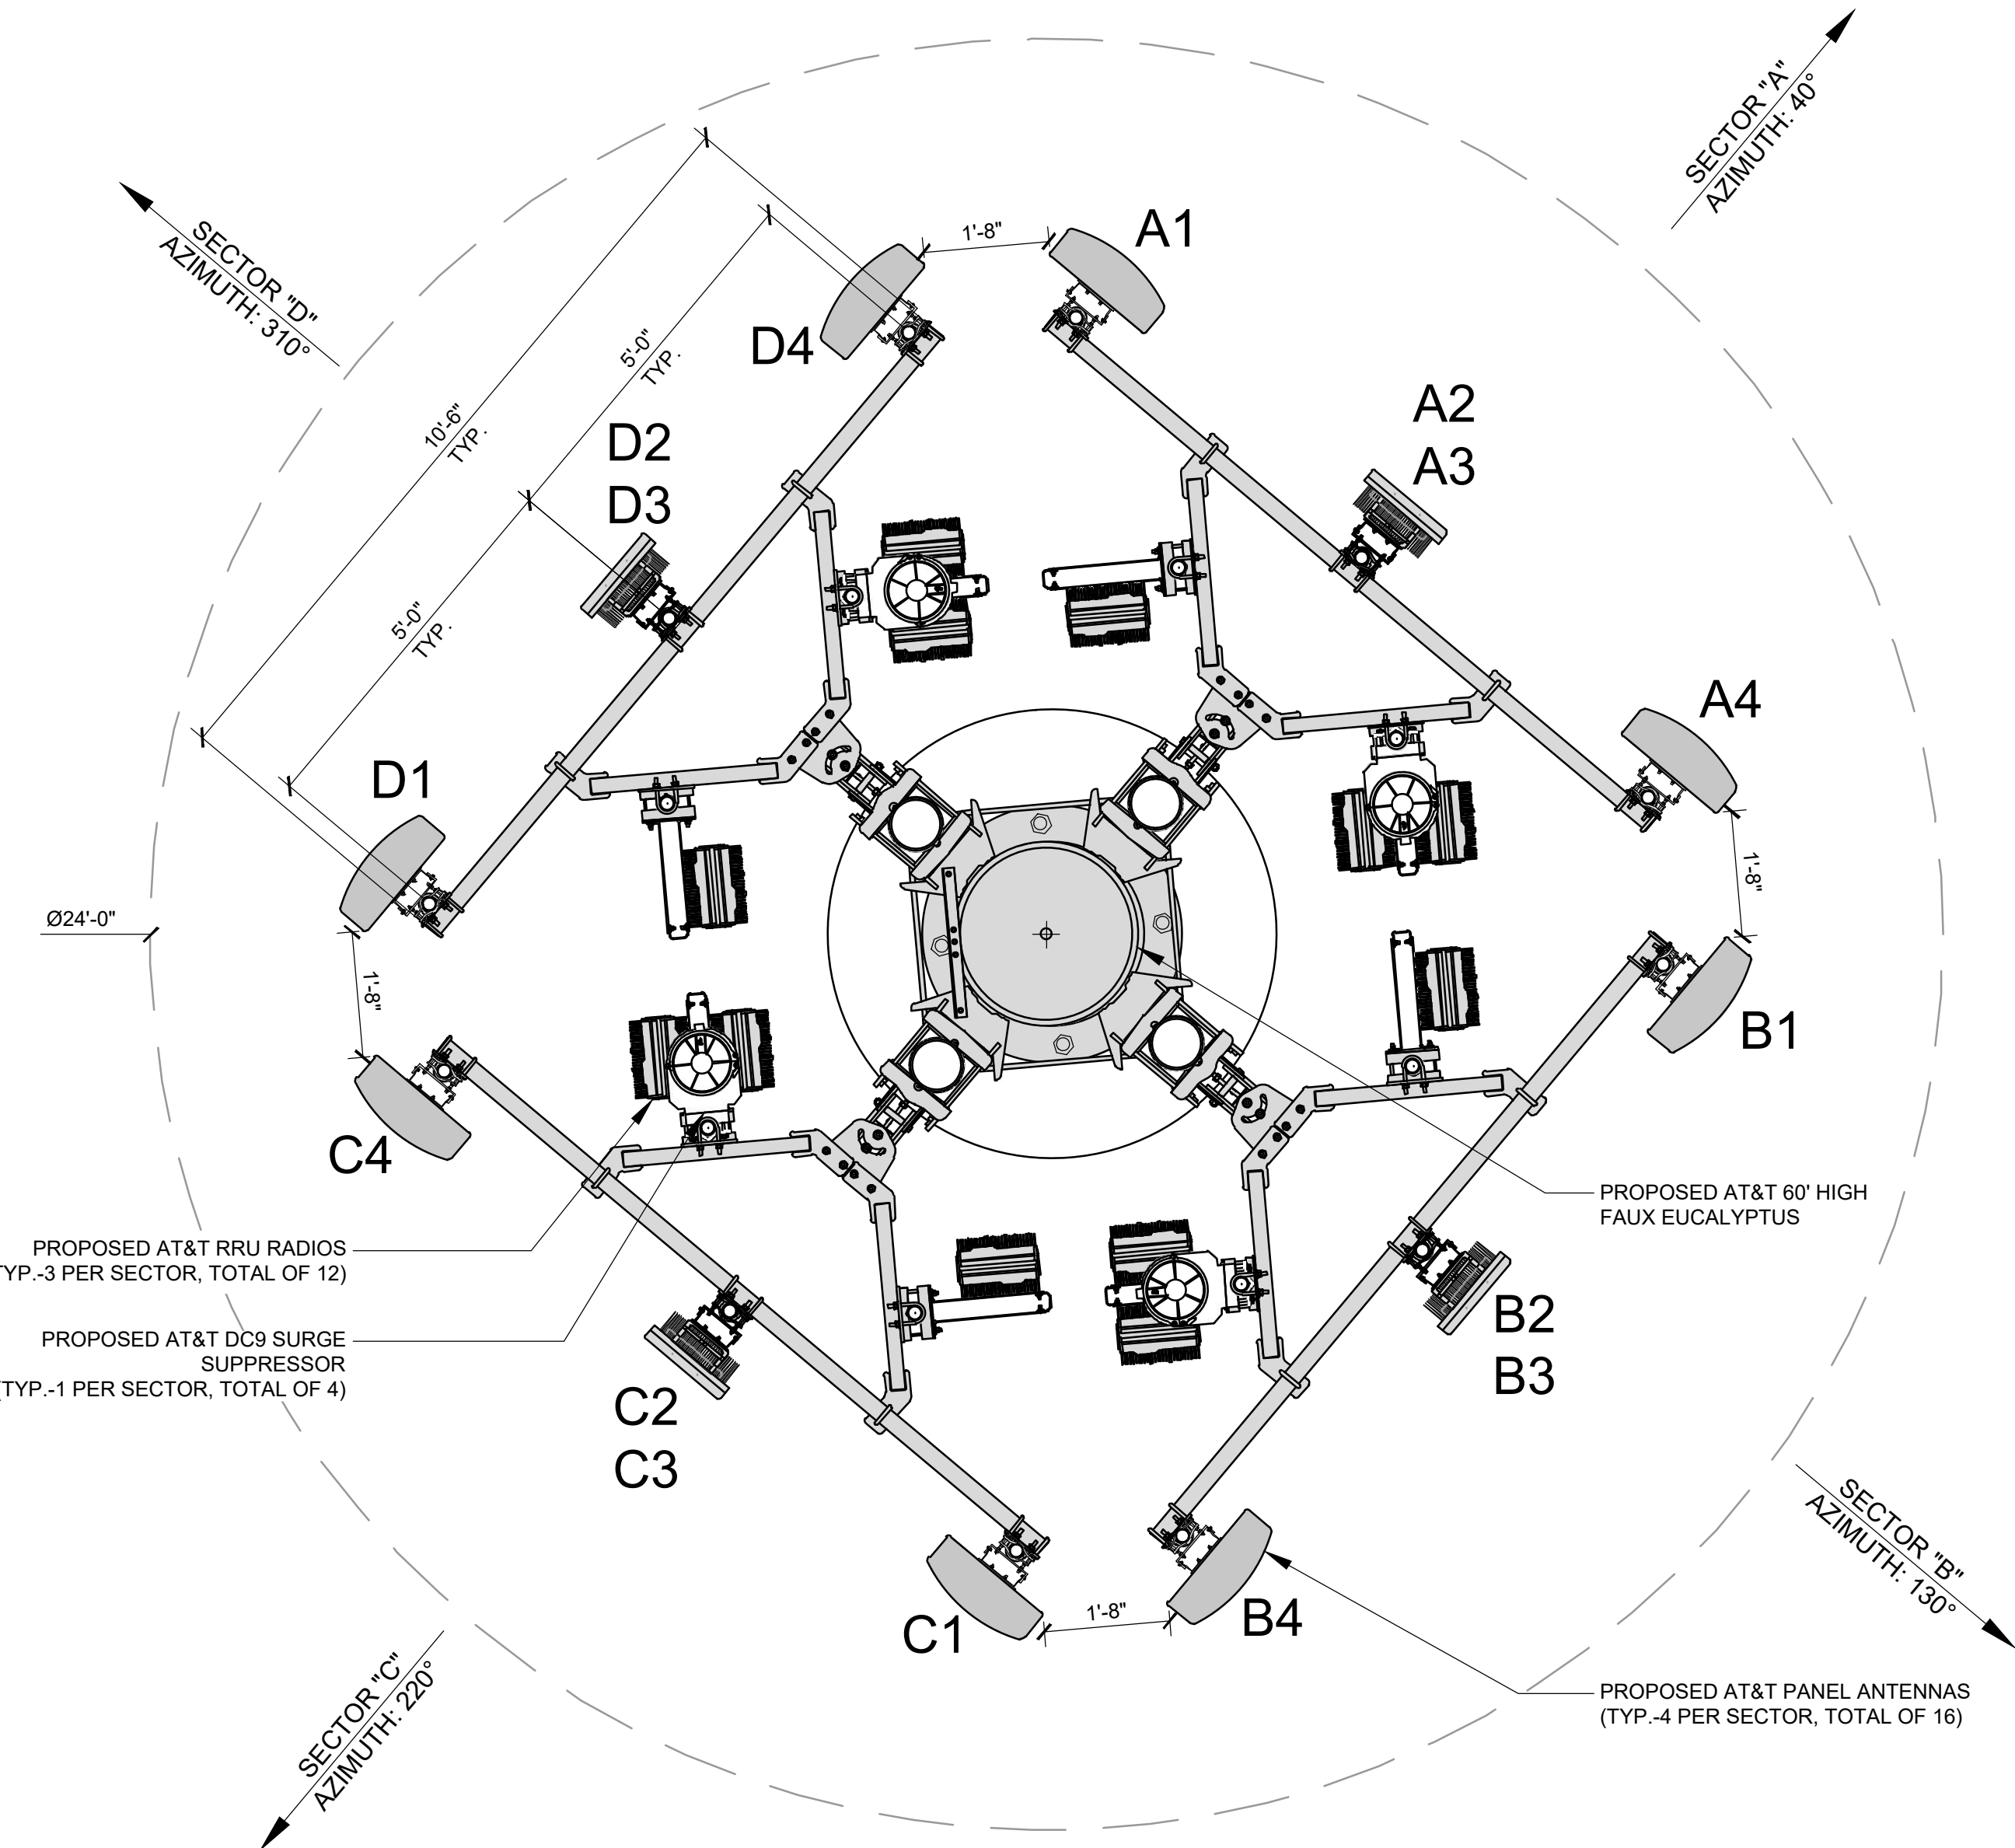 SECTOR "A"
AZIMUTH: 40°
SECTOR "D"
AZIMUTH: 310°
1'-8"
A1
D4
5'-0"
TYP.
10'-6"
TYP.
A2
A3
D2
D3
5'-0"
TYP.
A4
D1
1'-8"
Ø24'-0"
1'-8"
B1
C4
PROPOSED AT&T 60' HIGH
FAUX EUCALYPTUS
PROPOSED AT&T RRU RADIOS
TYP.-3 PER SECTOR, TOTAL OF 12)
PROPOSED AT&T DC9 SURGE
SUPPRESSOR
(TYP.-1 PER SECTOR, TOTAL OF 4)
B2
B3
C2
C3
SECTOR "B"
AZIMUTH: 130°
C1
1'-8"
B4
SECTOR "C"
AZIMUTH: 220°
PROPOSED AT&T PANEL ANTENNAS
(TYP.-4 PER SECTOR, TOTAL OF 16)